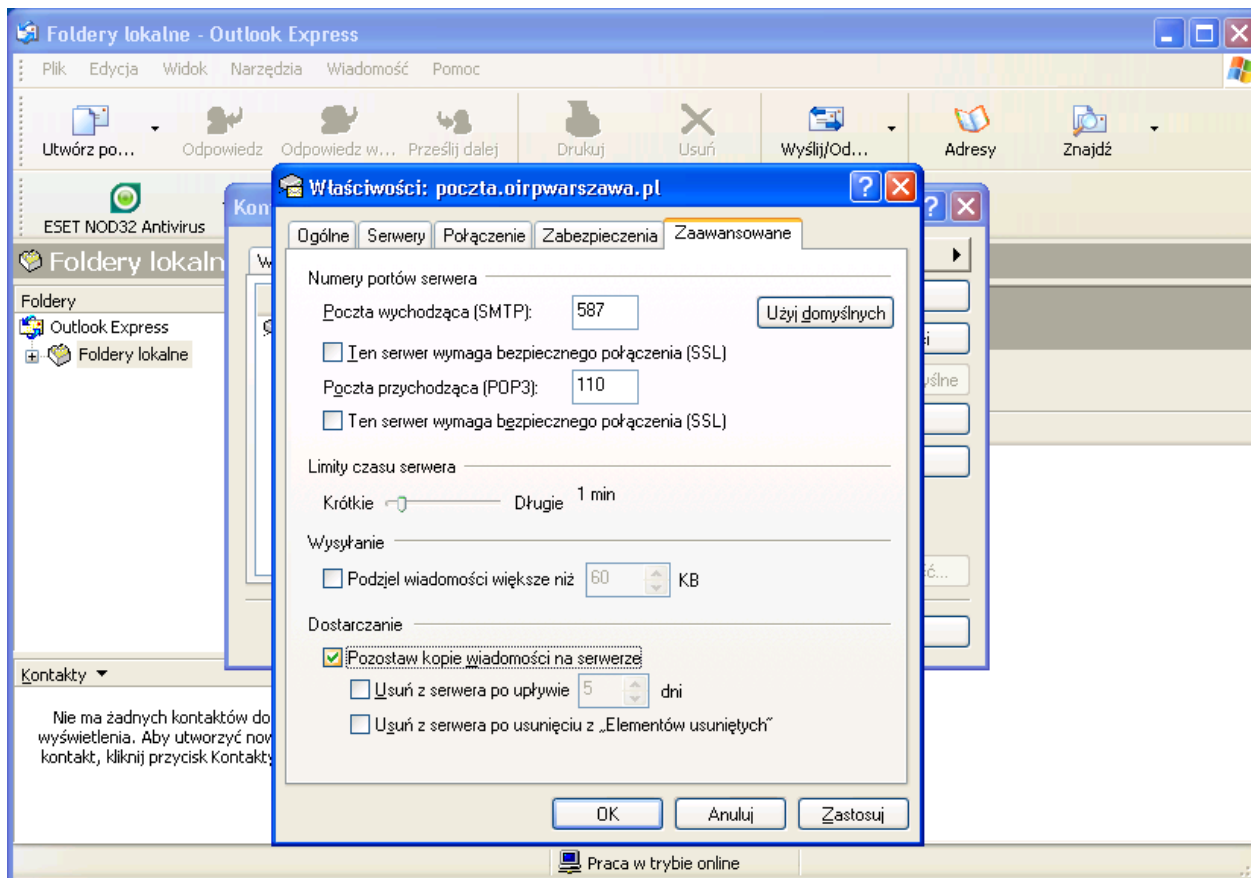 Foldery lokalne - Outlook Express
Plik Edycja Widok Narzędzia Wiadomość Pomoc
Utwórz po... Odpowiedz Odpowiedz w... Prześlij dalej Drukuj Usuń Wyślij/Od... Adresy Znajdź
ESET NOD32 Antivirus
Właściwości: poczta.oirpwarszawa.pl
Ogólne Serwery Połączenie Zabezpieczenia Zaawansowane
Foldery
Outlook Express
Foldery lokalne
Numery portów serwera
Poczta wychodząca (SMTP): 587 Użyj domyślnych
Ten serwer wymaga bezpiecznego połączenia (SSL)
Poczta przychodząca (POP3): 110
Ten serwer wymaga bezpiecznego połączenia (SSL)
Limity czasu serwera
Krótkie Długie 1 min
Wysyłanie
Podziel wiadomości większe niż 60 KB
Dostarczanie
Pozostaw kopie wiadomości na serwerze
Usuń z serwera po upływie 5 dni
Usuń z serwera po usunięciu z „Elementów usuniętych”
OK Anuluj Zastosuj
Kontakty
Nie ma żadnych kontaktów do
wyświetlenia. Aby utworzyć now
kontakt, kliknij przycisk Kontakty
Praca w trybie online